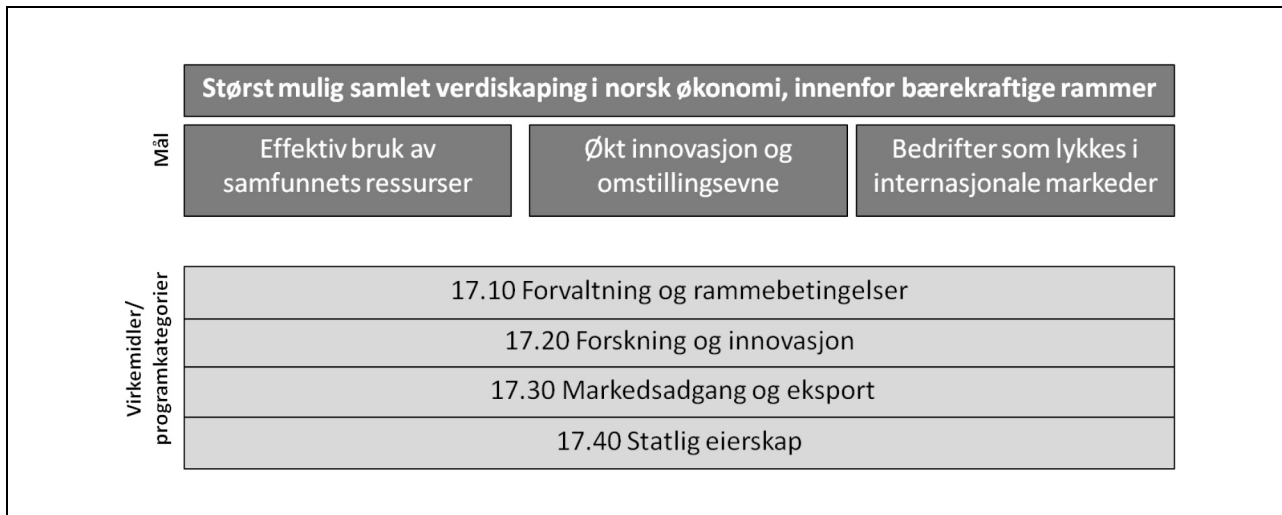 Størst mulig samlet verdiskaping i norsk økonomi, innenfor bærekraftige rammer
Mål
Effektiv bruk av
samfunnets ressurser
Økt innovasjon og
omstillingsevne
Bedrifter som lykkes i
internasjonale markeder
Virkemidler/
programkategorier
17.10 Forvaltning og rammebetingelser
17.20 Forskning og innovasjon
17.30 Markedsadgang og eksport
17.40 Statlig eierskap